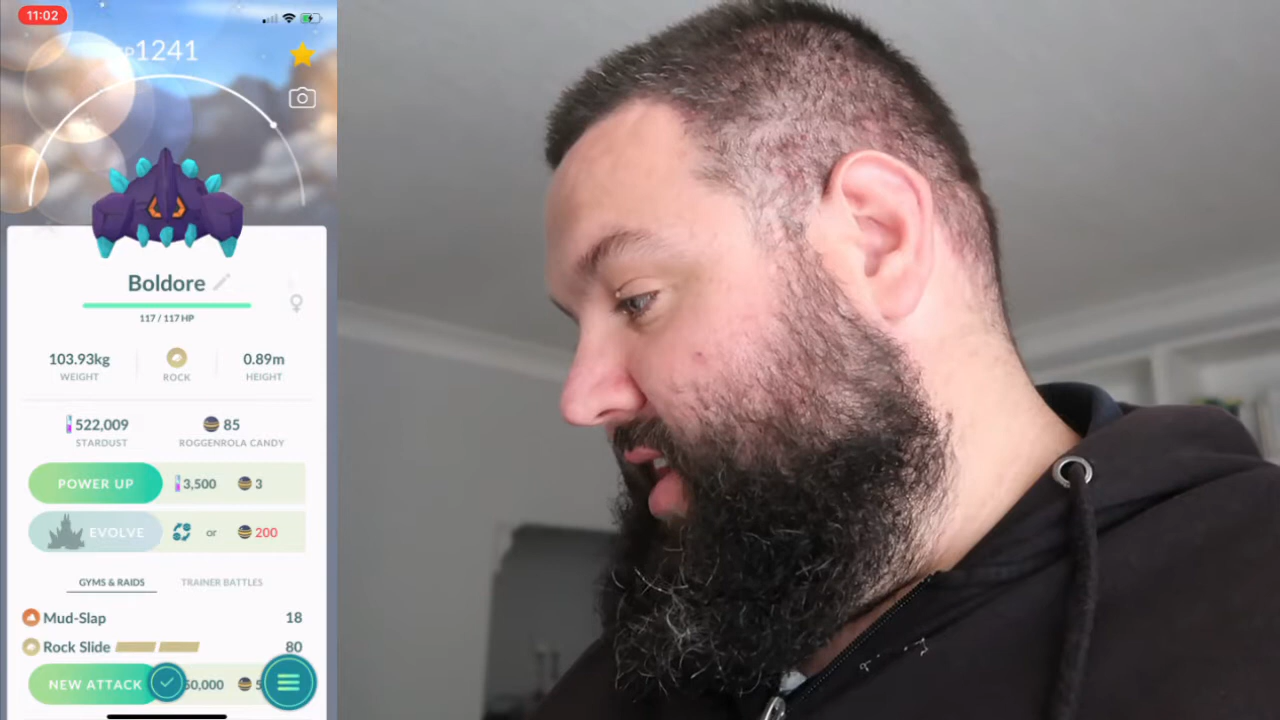 11:02
CP1241
Boldore
117 / 117 HP
103.93kg
WEIGHT
ROCK
0.89m
HEIGHT
522,009
STARDUST
85
ROGGENROLA CANDY
POWER UP
3,500
3
EVOLVE
or
200
GYMS & RAIDS
TRAINER BATTLES
Mud-Slap
18
Rock Slide
80
NEW ATTACK